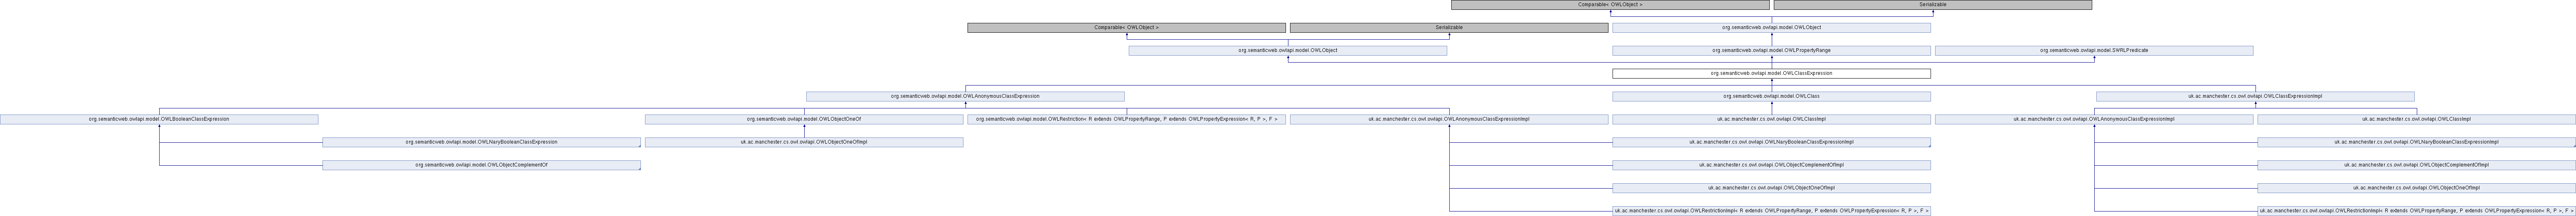 Comparable< OWLObject >
Serializable
Comparable< OWLObject >
Serializable
org.semanticweb.owlapi.model.OWLObject
org.semanticweb.owlapi.model.OWLObject
org.semanticweb.owlapi.model.OWLPropertyRange
org.semanticweb.owlapi.model.SWRLPredicate
org.semanticweb.owlapi.model.OWLClassExpression
org.semanticweb.owlapi.model.OWLAnonymousClassExpression
org.semanticweb.owlapi.model.OWLClass
uk.ac.manchester.cs.owl.owlapi.OWLClassExpressionImpl
org.semanticweb.owlapi.model.OWLBooleanClassExpression
org.semanticweb.owlapi.model.OWLObjectOneOf
org.semanticweb.owlapi.model.OWLRestriction< R extends OWLPropertyRange, P extends OWLPropertyExpression< R, P >, F >
uk.ac.manchester.cs.owl.owlapi.OWLAnonymousClassExpressionImpl
uk.ac.manchester.cs.owl.owlapi.OWLClassImpl
uk.ac.manchester.cs.owl.owlapi.OWLAnonymousClassExpressionImpl
uk.ac.manchester.cs.owl.owlapi.OWLClassImpl
org.semanticweb.owlapi.model.OWLNaryBooleanClassExpression
uk.ac.manchester.cs.owl.owlapi.OWLObjectOneOfImpl
uk.ac.manchester.cs.owl.owlapi.OWLNaryBooleanClassExpressionImpl
uk.ac.manchester.cs.owl.owlapi.OWLNaryBooleanClassExpressionImpl
org.semanticweb.owlapi.model.OWLObjectComplementOf
uk.ac.manchester.cs.owl.owlapi.OWLObjectComplementOfImpl
uk.ac.manchester.cs.owl.owlapi.OWLObjectComplementOfImpl
uk.ac.manchester.cs.owl.owlapi.OWLObjectOneOfImpl
uk.ac.manchester.cs.owl.owlapi.OWLObjectOneOfImpl
uk.ac.manchester.cs.owl.owlapi.OWLRestrictionImpl< R extends OWLPropertyRange, P extends OWLPropertyExpression< R, P >, F >
uk.ac.manchester.cs.owl.owlapi.OWLRestrictionImpl< R extends OWLPropertyRange, P extends OWLPropertyExpression< R, P >, F >